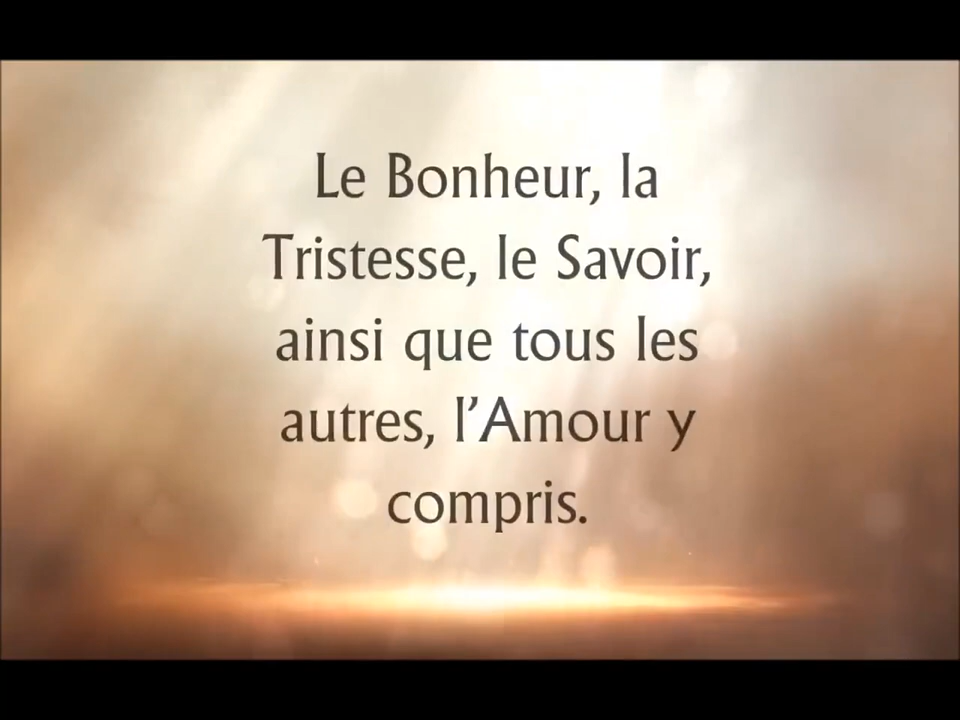 Le Bonheur, la
Tristesse, le Savoir,
ainsi que tous les
autres, l’Amour y
compris.